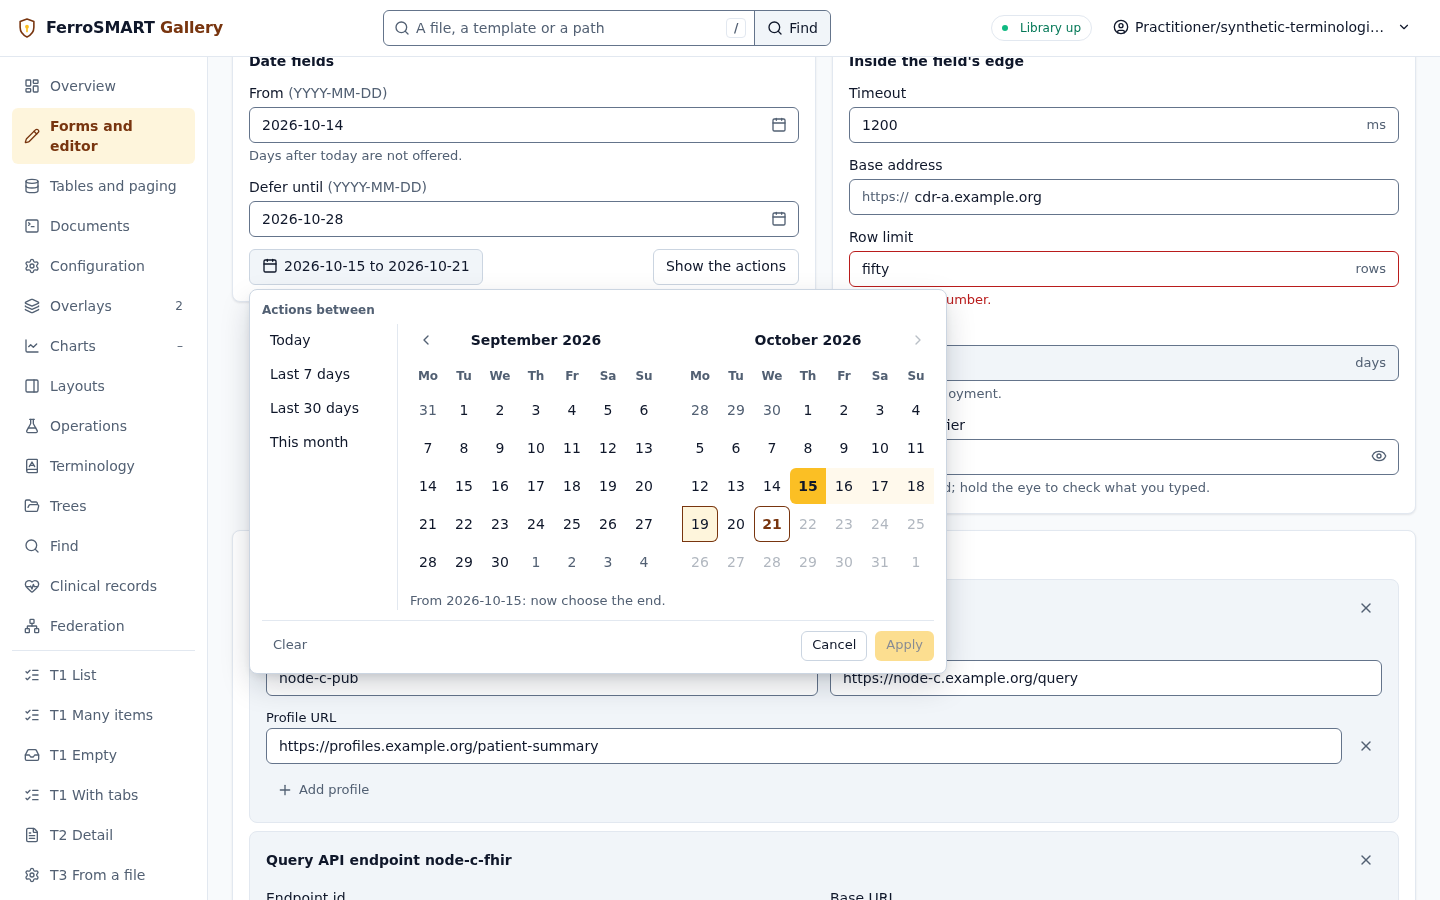 FerroSMART Gallery
A file, a template or a path
/
Find
Library up
Practitioner/synthetic-terminologi...
Overview
Forms and
editor
Tables and paging
Documents
Configuration
Overlays 2
Charts –
Layouts
Operations
Terminology
Trees
Find
Clinical records
Federation
T1 List
T1 Many items
T1 Empty
T1 With tabs
T2 Detail
T3 From a file
Date fields
From (YYYY-MM-DD)
2026-10-14
Days after today are not offered.
Defer until (YYYY-MM-DD)
2026-10-28
2026-10-15 to 2026-10-21
Show the actions
Inside the field's edge
Timeout
1200 ms
Base address
https:// cdr-a.example.org
Row limit
fifty rows
umber.
days
oyment.
ier
d; hold the eye to check what you typed.
Actions between
Today
Last 7 days
Last 30 days
This month
September 2026
Mo Tu We Th Fr Sa Su
31 1 2 3 4 5 6
7 8 9 10 11 12 13
14 15 16 17 18 19 20
21 22 23 24 25 26 27
28 29 30 1 2 3 4
October 2026
Mo Tu We Th Fr Sa Su
28 29 30 1 2 3 4
5 6 7 8 9 10 11
12 13 14 15 16 17 18
19 20 21 22 23 24 25
26 27 28 29 30 31 1
From 2026-10-15: now choose the end.
Clear
Cancel
Apply
node-c-pub
https://node-c.example.org/query
Profile URL
https://profiles.example.org/patient-summary
Add profile
Query API endpoint node-c-fhir
Endpoint id
Base URL